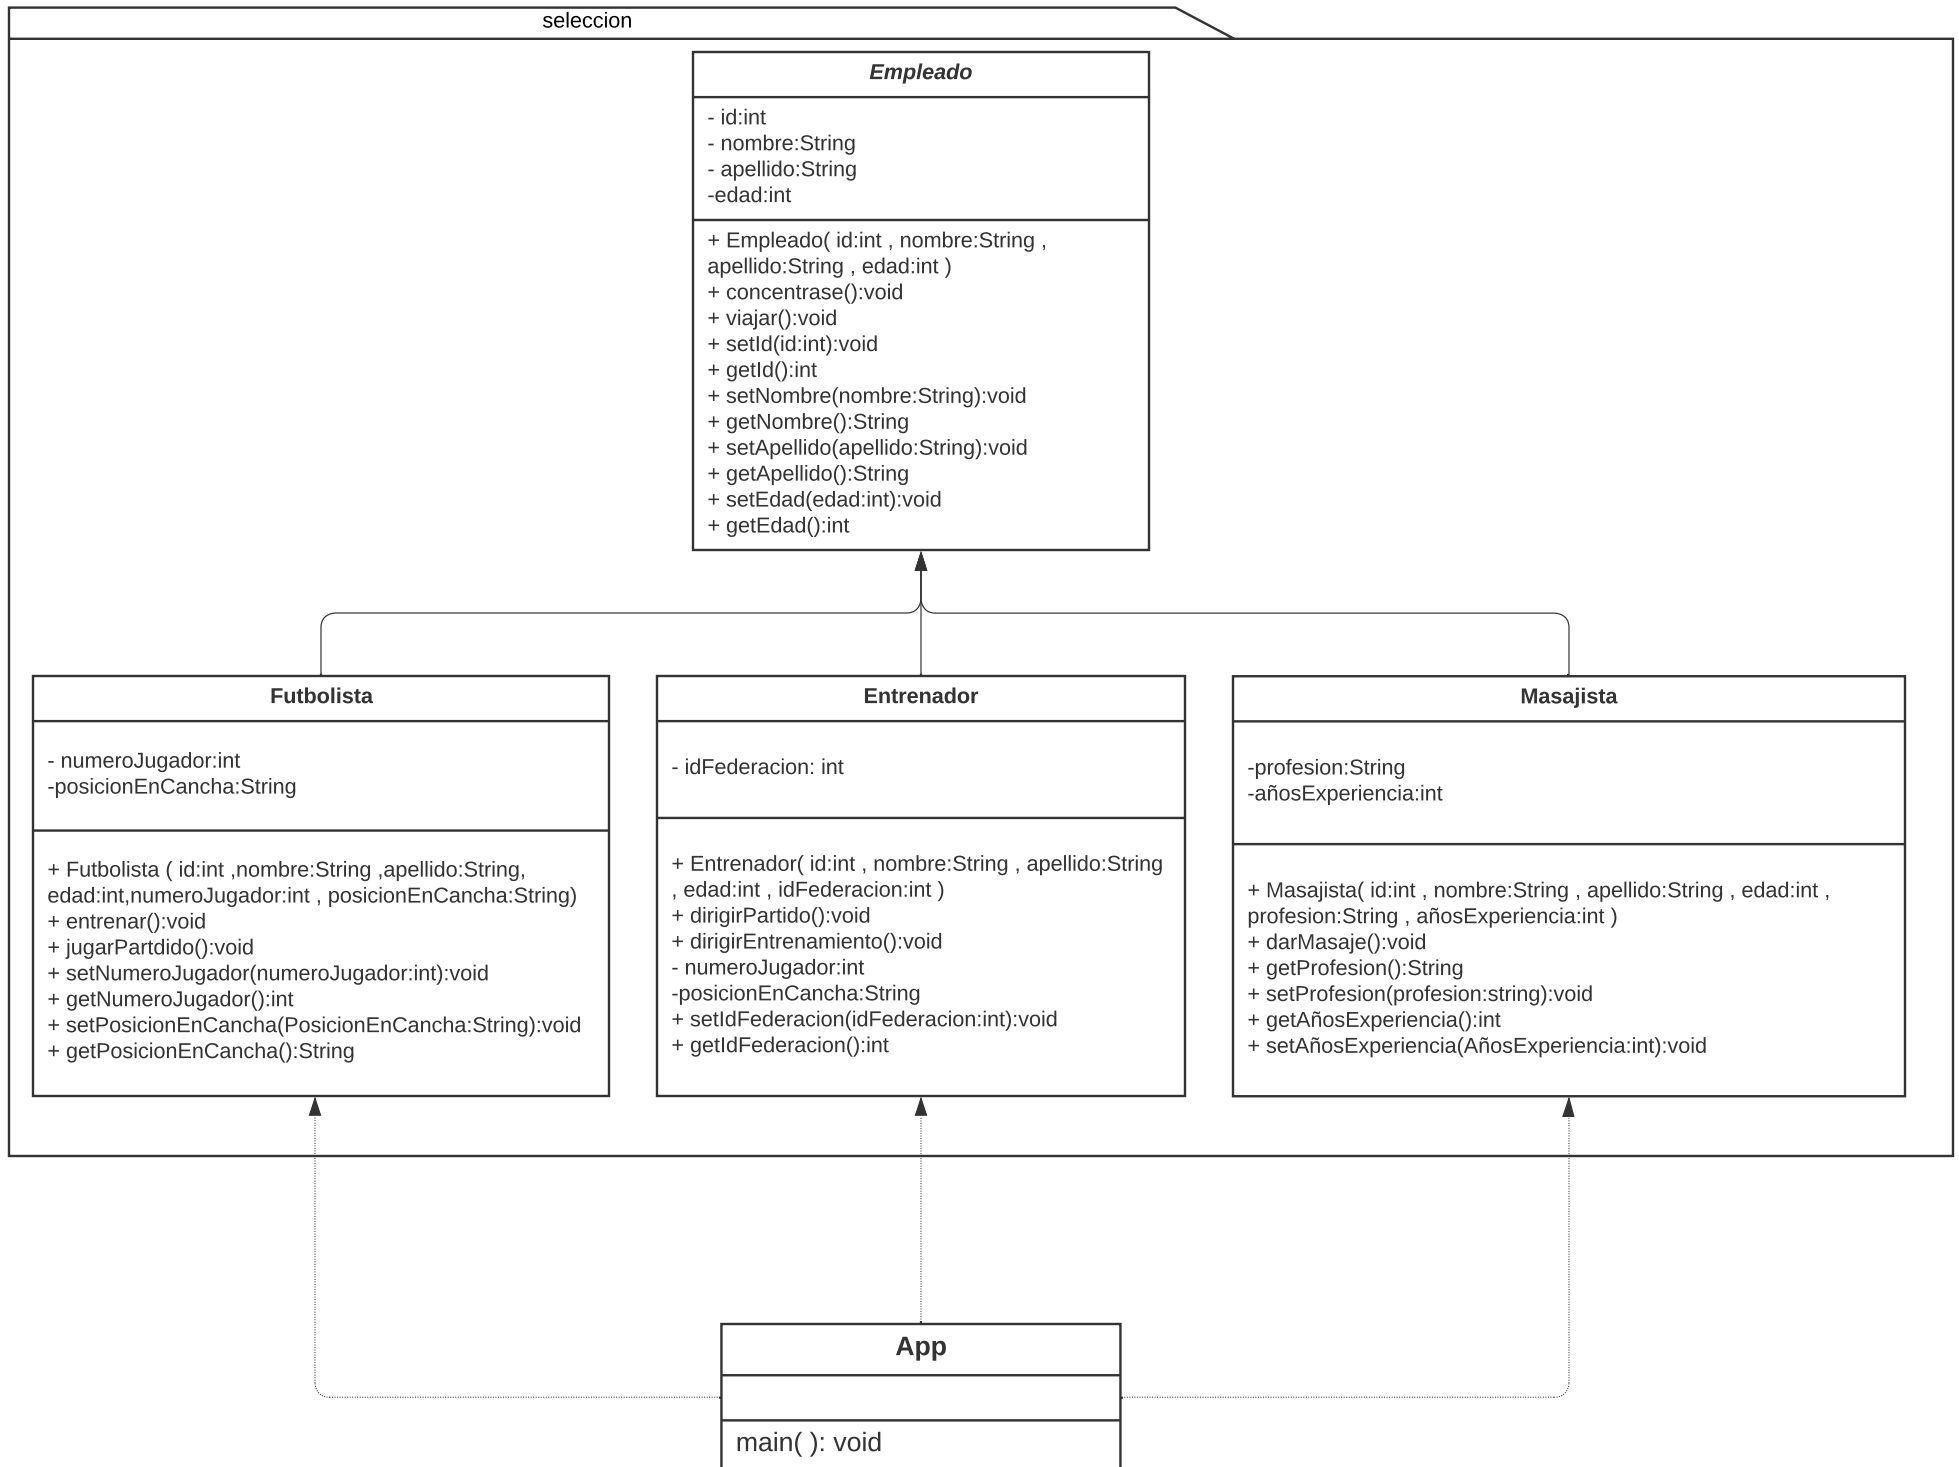 seleccion
Empleado
- id:int
- nombre:String
- apellido:String
-edad:int
+ Empleado( id:int , nombre:String ,
apellido:String , edad:int )
+ concentrase():void
+ viajar():void
+ setId(id:int):void
+ getId():int
+ setNombre(nombre:String):void
+ getNombre():String
+ setApellido(apellido:String):void
+ getApellido():String
+ setEdad(edad:int):void
+ getEdad():int
Futbolista
- numeroJugador:int
-posicionEnCancha:String
+ Futbolista ( id:int ,nombre:String ,apellido:String,
edad:int,numeroJugador:int , posicionEnCancha:String)
+ entrenar():void
+ jugarPartdido():void
+ setNumeroJugador(numeroJugador:int):void
+ getNumeroJugador():int
+ setPosicionEnCancha(PosicionEnCancha:String):void
+ getPosicionEnCancha():String
Entrenador
- idFederacion: int
+ Entrenador( id:int , nombre:String , apellido:String
, edad:int , idFederacion:int )
+ dirigirPartido():void
+ dirigirEntrenamiento():void
- numeroJugador:int
-posicionEnCancha:String
+ setIdFederacion(idFederacion:int):void
+ getIdFederacion():int
Masajista
-profesion:String
-añosExperiencia:int
+ Masajista( id:int , nombre:String , apellido:String , edad:int ,
profesion:String , añosExperiencia:int )
+ darMasaje():void
+ getProfesion():String
+ setProfesion(profesion:string):void
+ getAñosExperiencia():int
+ setAñosExperiencia(AñosExperiencia:int):void
App
main( ): void